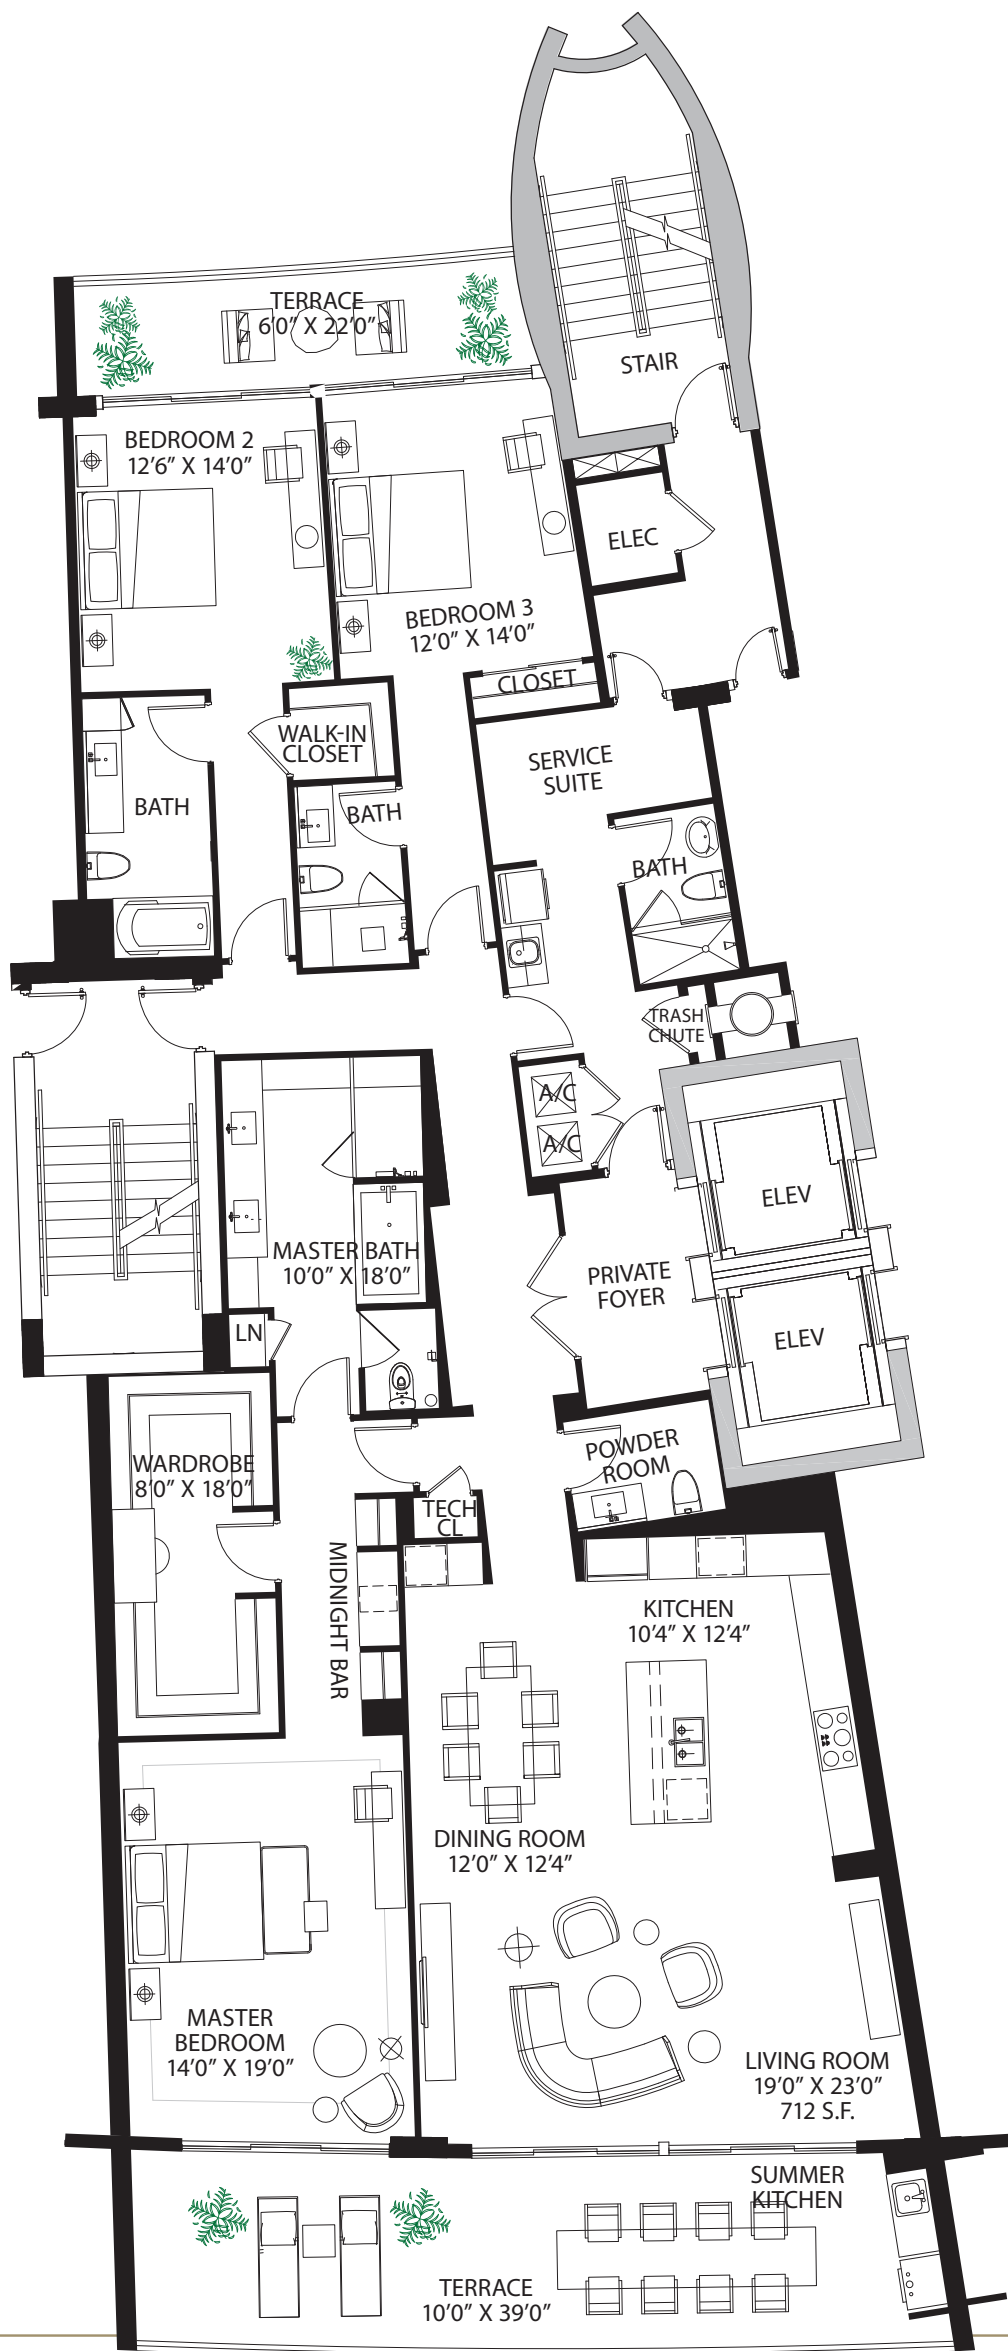 TERRACE
6'0" X 22'0"
STAIR
BEDROOM 2
12'6" X 14'0"
ELEC
BEDROOM 3
12'0" X 14'0"
CLOSET
WALK-IN
CLOSET
SERVICE
SUITE
BATH
BATH
BATH
TRASH
CHUTE
A/C
A/C
ELEV
MASTER BATH
10'0" X 18'0"
PRIVATE
FOYER
LN
ELEV
WARDROBE
8'0" X 18'0"
POWDER
ROOM
TECH
CL
MIDNIGHT BAR
KITCHEN
10'4" X 12'4"
DINING ROOM
12'0" X 12'4"
MASTER
BEDROOM
14'0" X 19'0"
LIVING ROOM
19'0" X 23'0"
712 S.F.
SUMMER
KITCHEN
TERRACE
10'0" X 39'0"